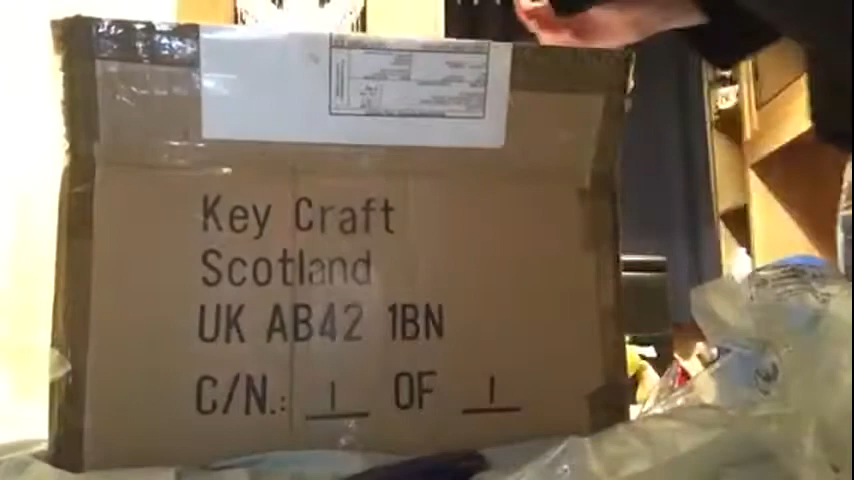 Key Craft
Scotland
UK AB42 1BN
C/N.: 1 OF 1